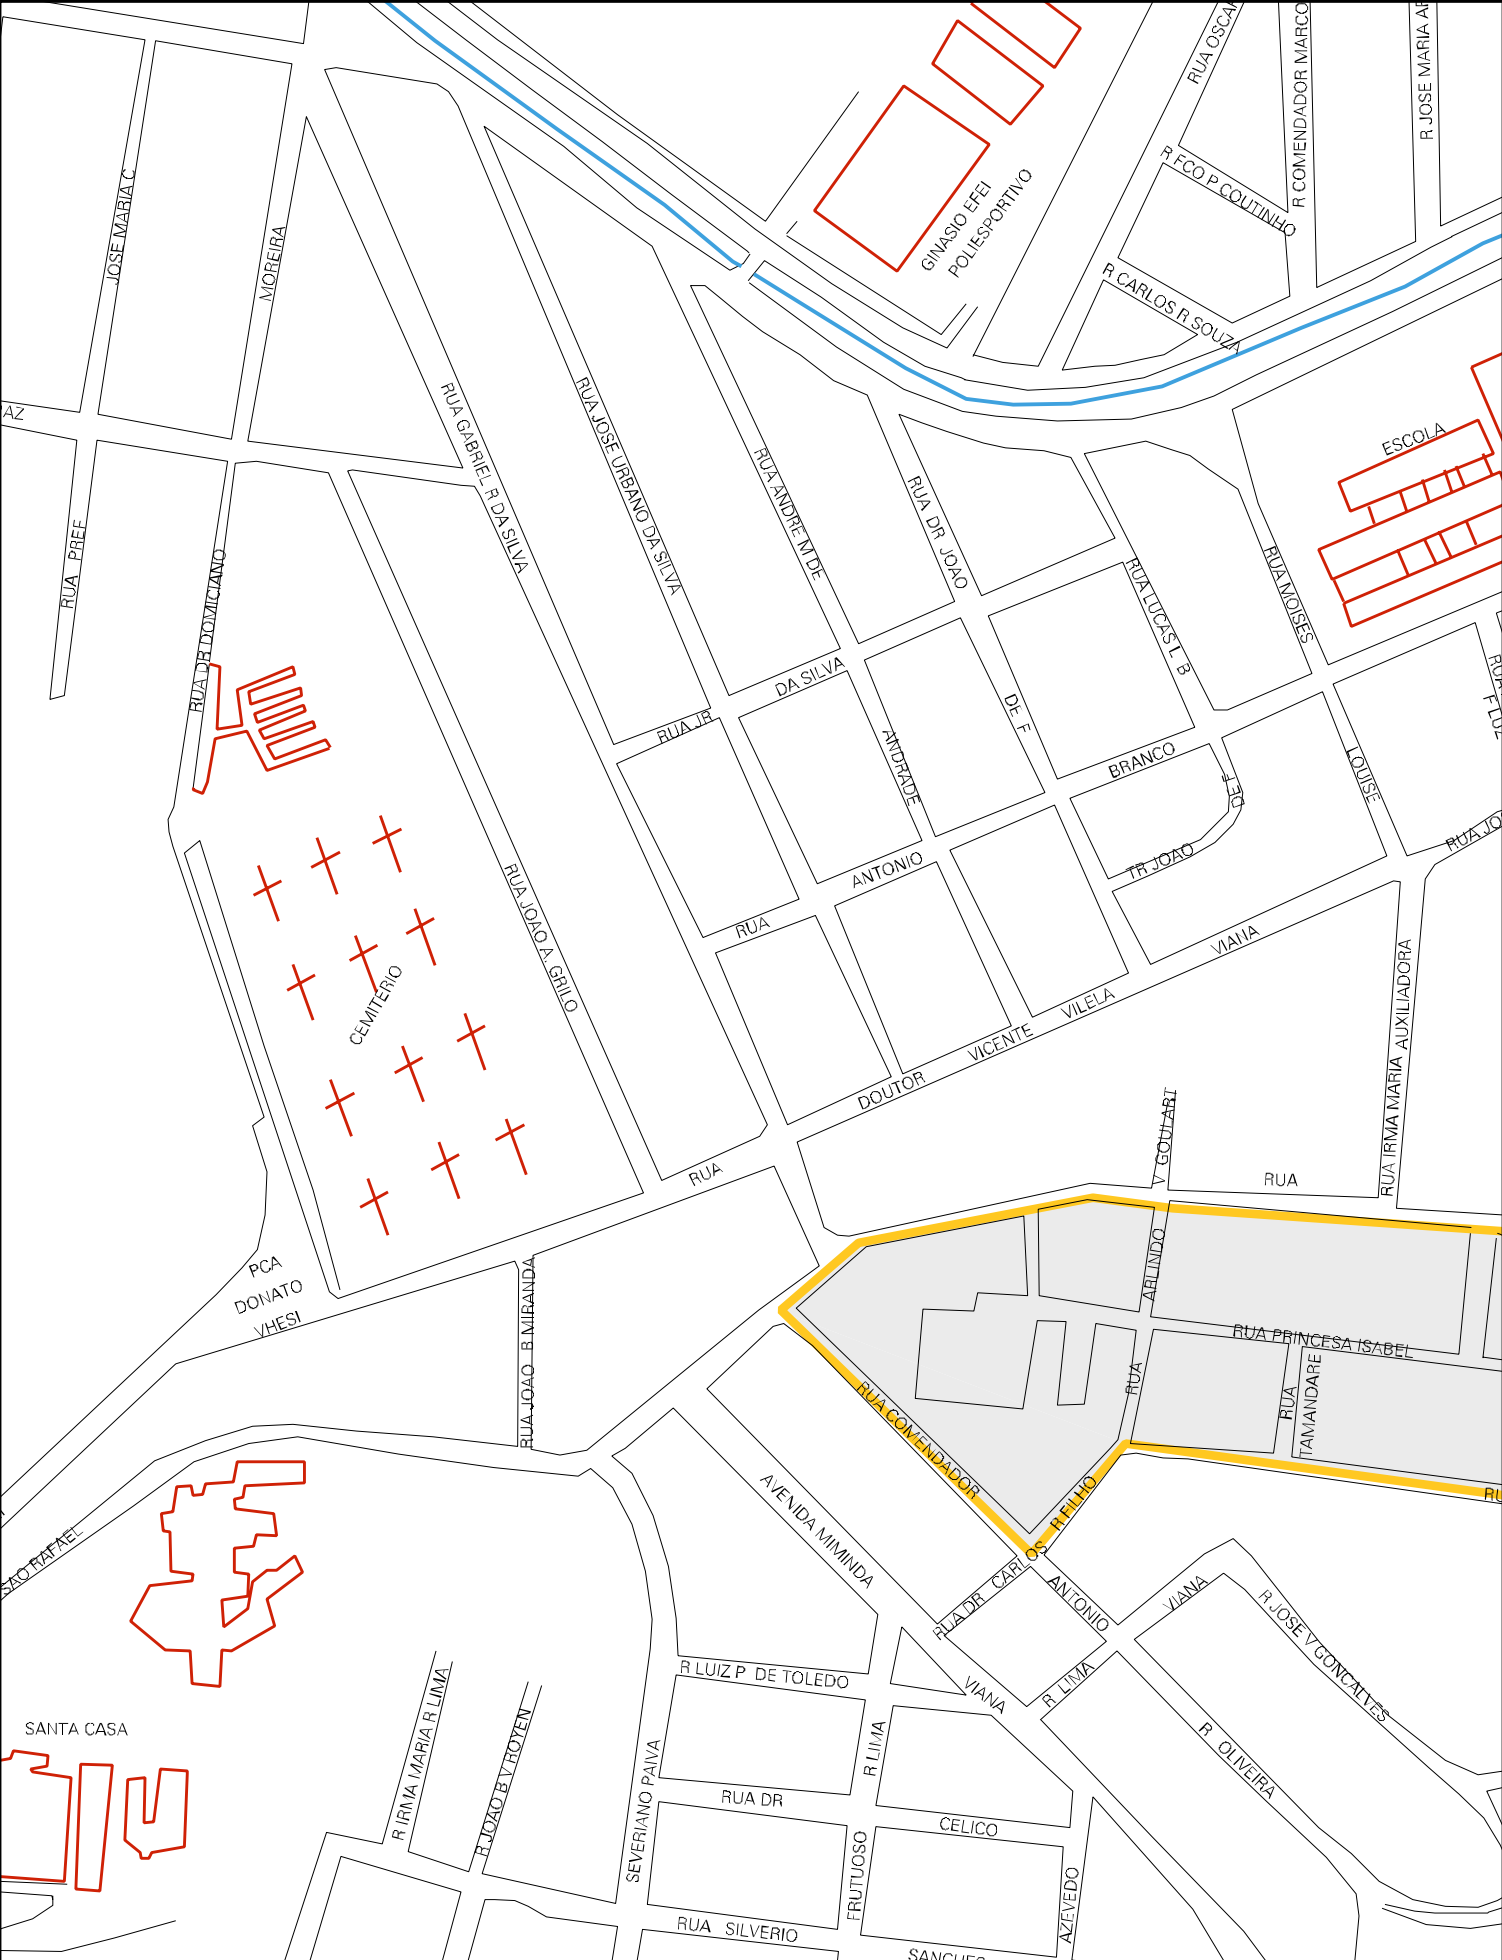 RUA OSCAR
R COMENDADOR MARCO
R JOSE MARIA
R FCO P COUTINHO
JOSE MARIA C
MOREIRA
GINASIO EFEI
POLIESPORTIVO
R CARLOS R SOUZA
AZ
RUA GABRIEL R DA SILVA
RUA JOSE URBANO DA SILVA
RUA ANDRE M DE
RUA DR JOAO
ESCOLA
RUA PREF
RUA DR DOMICIANO
RUA LUCAS L B
RUA MOISES
DA SILVA
RUA JR
ANDRADE
DE F
BRANCO
DE F
LOUISE
F LUZ
RUA JO
TR JOAO
ANTONIO
RUA
RUA JOAO A. GRILO
CEMITERIO
VIANA
VILELA
VICENTE
DOUTOR
RUA
RUA IRMA MARIA AUXILIADORA
V GOULART
RUA
PCA
DONATO
VHESI
RUA JOAO B MIRANDA
ARLINDO
RUA PRINCESA ISABEL
RUA
RUA
TAMANDARE
RUA COMENDADOR
RU
R FILHO
AVENIDA MIMINDA
RUA DR CARLOS
ANTONIO
VIANA
R JOSE V GONCALVES
SAO RAFAEL
R LUIZ P DE TOLEDO
VIANA
R LIMA
R OLIVEIRA
SANTA CASA
R IRMA MARIA R LIMA
R JOAO B V ROYEN
SEVERIANO PAIVA
R LIMA
RUA DR
CELICO
FRUTUOSO
AZEVEDO
RUA SILVERIO
SANCHES